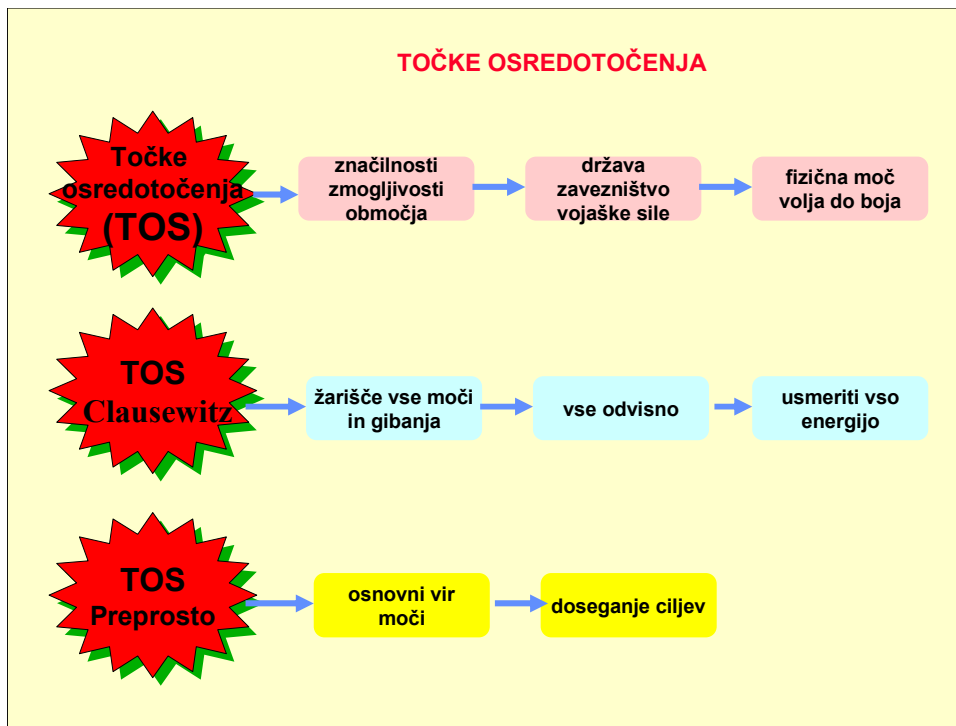 TOČKE OSREDOTOČENJA
Točke
osredotočenja
(TOS)
značilnosti
zmogljivosti
območja
država
zavezništvo
vojaške sile
fizična moč
volja do boja
TOS
Clausewitz
žarišče vse moči
in gibanja
vse odvisno
usmeriti vso
energijo
TOS
Preprosto
osnovni vir
moči
doseganje ciljev